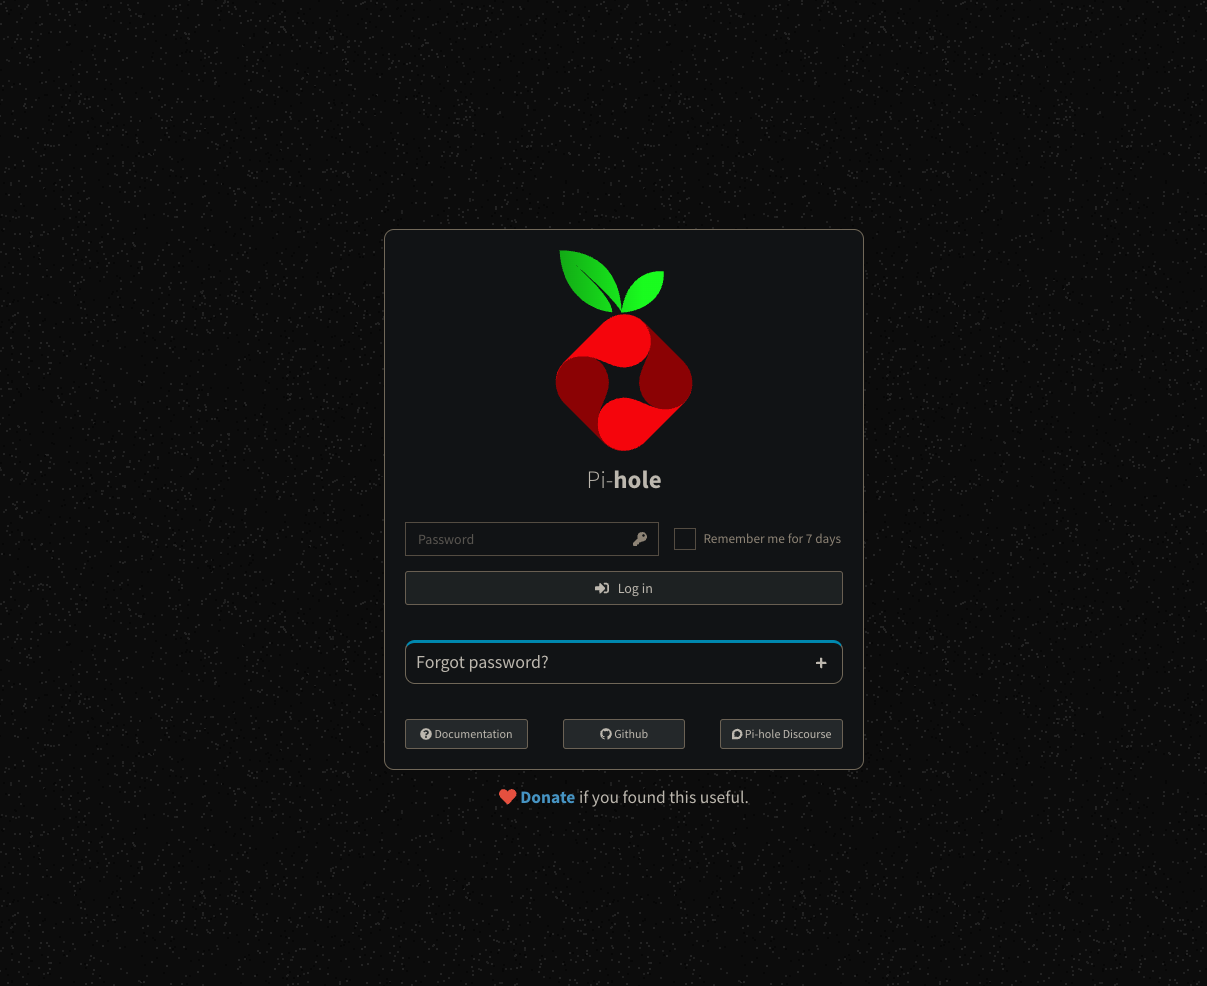 Pi-hole
Password
Remember me for 7 days
Log in
Forgot password?
Documentation
Github
Pi-hole Discourse
Donate if you found this useful.